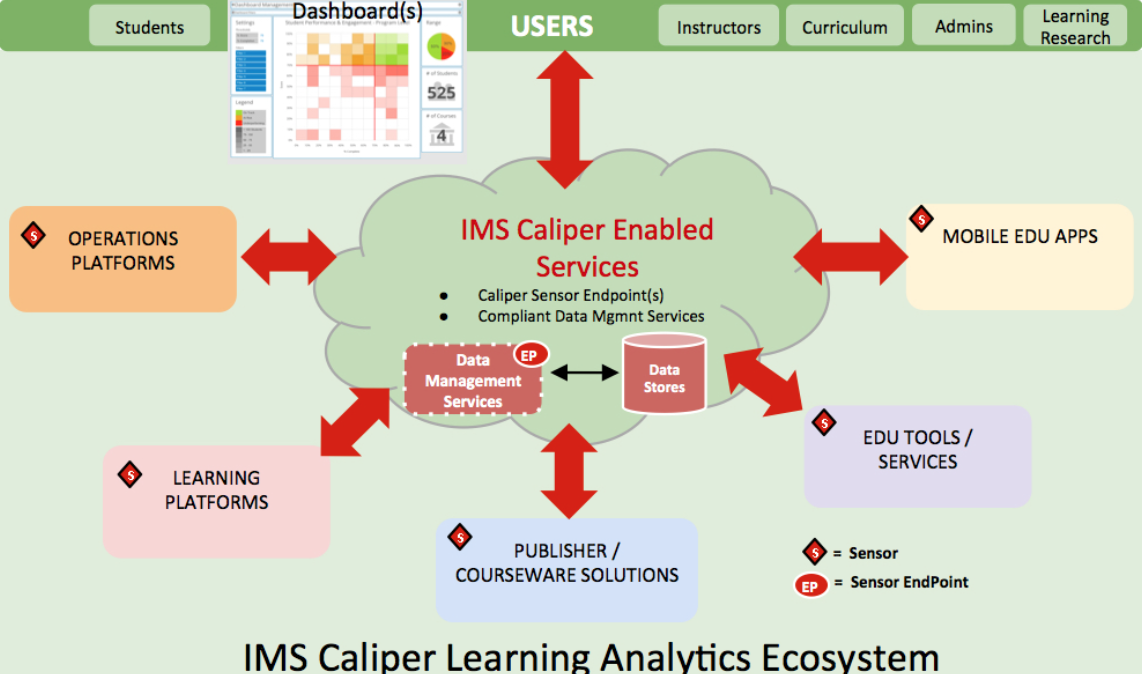 Dashboard(s)
Students
USERS
Instructors
Curriculum
Admins
Learning
Research
Settings
Student Performance & Engagement - Program Level
Range
# of Students
525
# of Courses
4
Legend
IMS Caliper Enabled
Services
● Caliper Sensor Endpoint(s)
● Compliant Data Mgmnt Services
Data
Management
Services
EP
Data
Stores
S
OPERATIONS
PLATFORMS
S
MOBILE EDU APPS
S
LEARNING
PLATFORMS
S
EDU TOOLS /
SERVICES
S
PUBLISHER /
COURSEWARE SOLUTIONS
S = Sensor
EP = Sensor EndPoint
IMS Caliper Learning Analytics Ecosystem